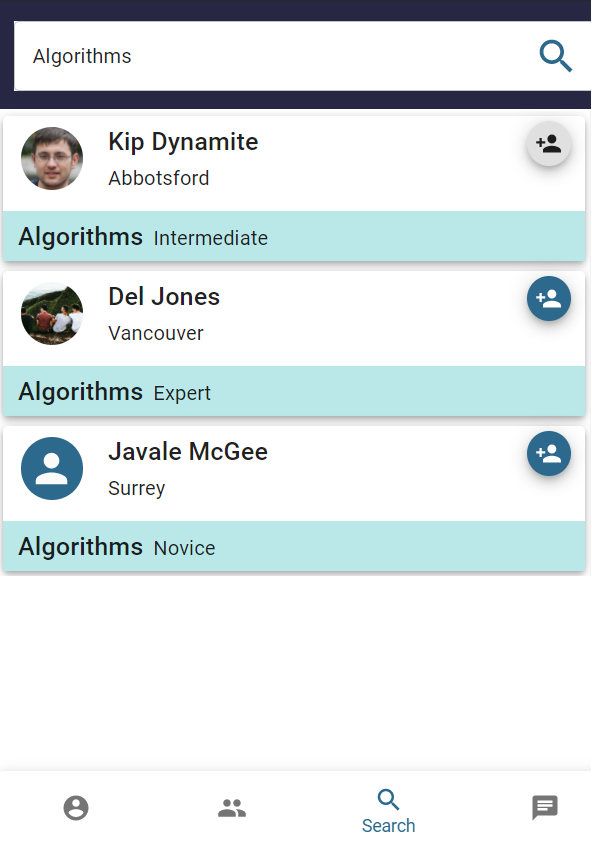 Algorithms
Kip Dynamite
Abbotsford
Algorithms Intermediate
Del Jones
Vancouver
Algorithms Expert
Javale McGee
Surrey
Algorithms Novice
Search